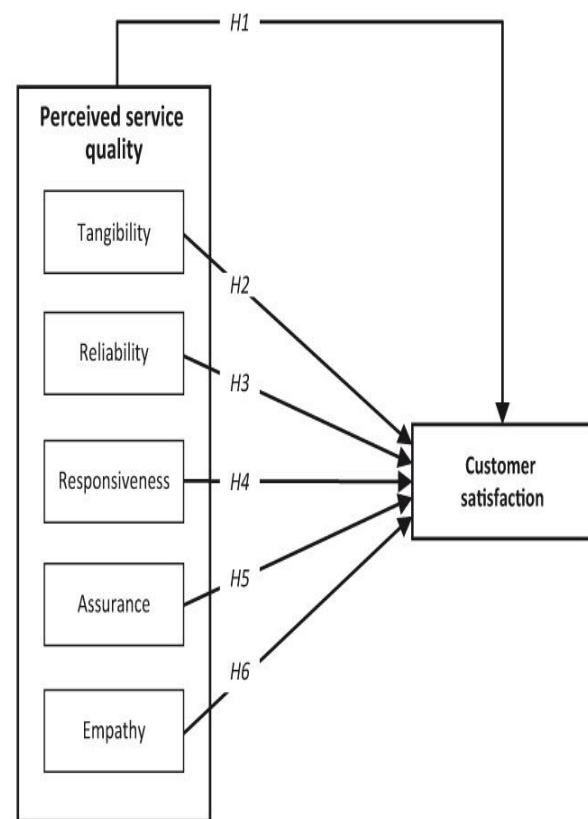 H1
Perceived service
quality
Tangibility
H2
Reliability
H3
Responsiveness
H4
Customer
satisfaction
H5
Assurance
H6
Empathy